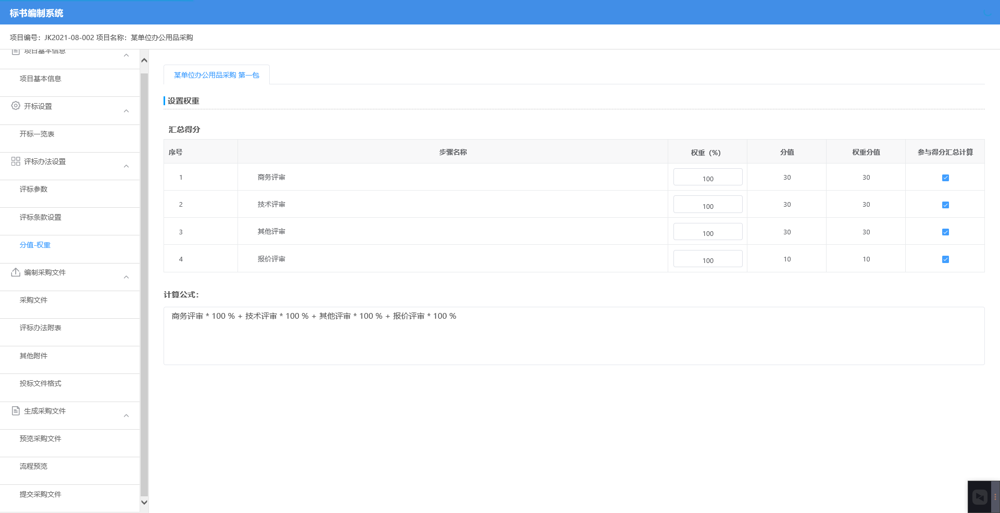 标书编制系统
项目编号：JK2021-08-002 项目名称：某单位办公用品采购
项目基本信息
项目基本信息
开标设置
开标一览表
评标办法设置
评标参数
评标条款设置
分值-权重
编制采购文件
采购文件
评标办法附表
其他附件
投标文件格式
生成采购文件
预览采购文件
流程预览
提交采购文件
某单位办公用品采购 第一包
设置权重
汇总得分
序号 步骤名称 权重（%） 分值 权重分值 参与得分汇总计算
1 商务评审 100 30 30
2 技术评审 100 30 30
3 其他评审 100 30 30
4 报价评审 100 10 10
计算公式：
商务评审 * 100 % + 技术评审 * 100 % + 其他评审 * 100 % + 报价评审 * 100 %